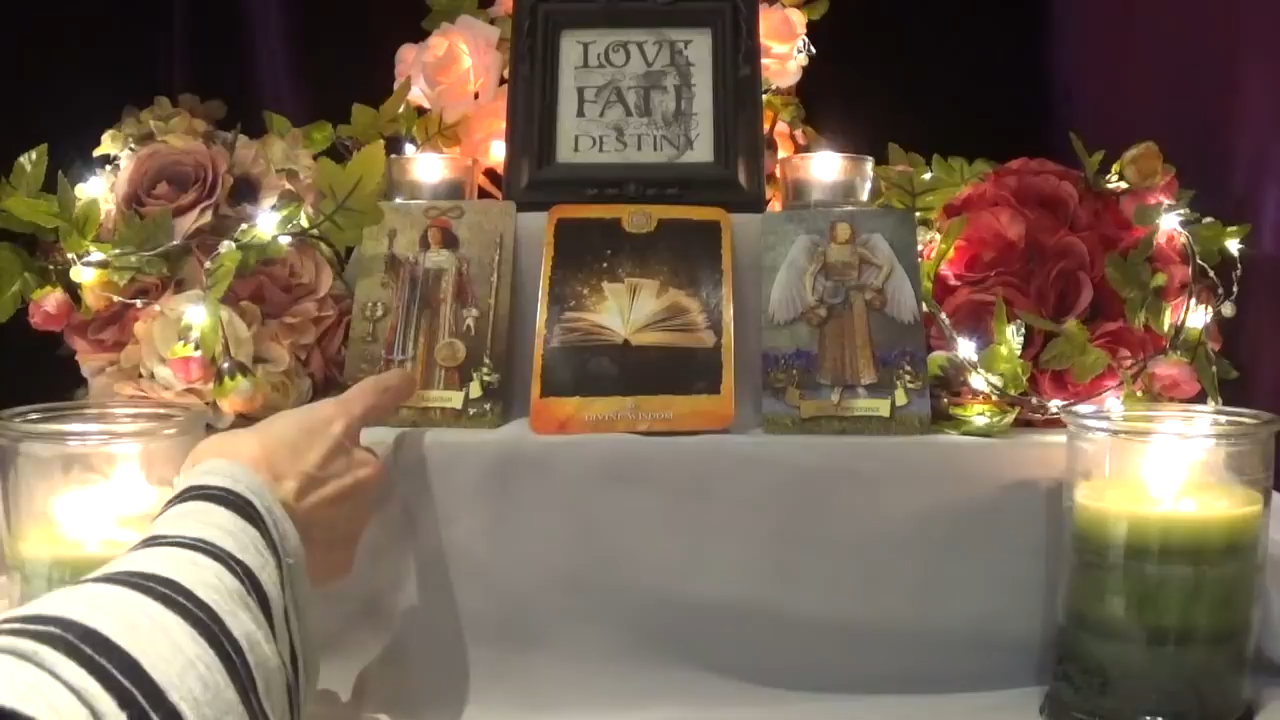 LOVE
FATE
DESTINY
Magician
DIVINE WISDOM
Temperance